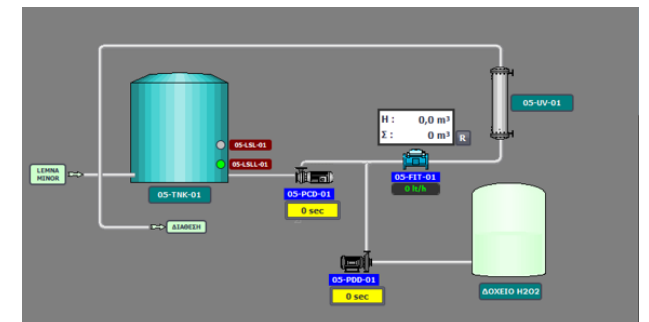 05-UV-01
H :
0,0 m³
Σ :
0 m³
R
05-LSL-01
05-LSLL-01
05-FIT-01
0 lt/h
LEMNA
MINOR
05-TNK-01
05-PCD-01
0 sec
ΔΙΑΘΕΣΗ
05-PDD-01
0 sec
ΔΟΧΕΙΟ H2O2